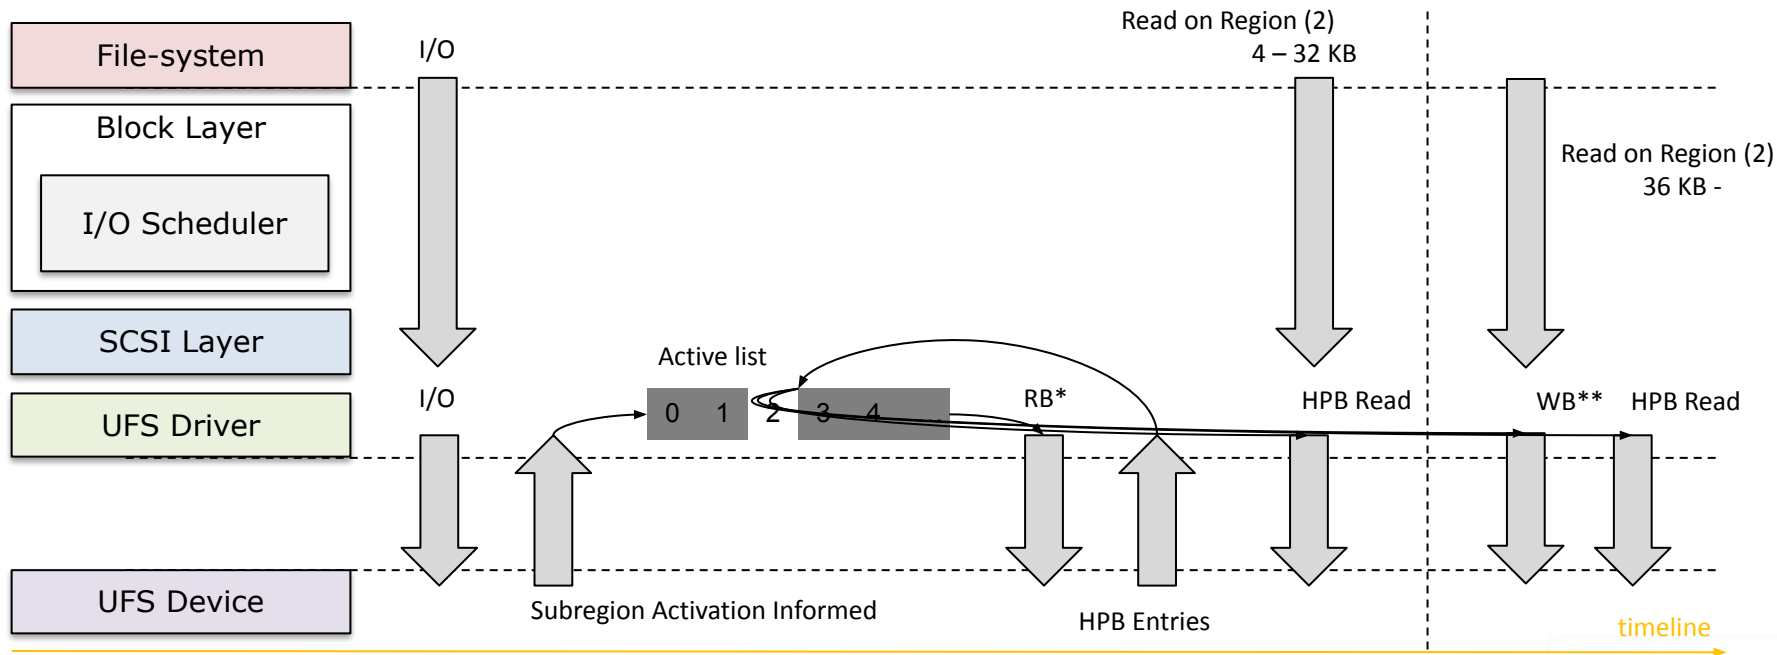 File-system
Block Layer
I/O Scheduler
SCSI Layer
UFS Driver
UFS Device
I/O
I/O
Subregion Activation Informed
Active list
0 1 2 3 4
RB*
HPB Entries
Read on Region (2)
4 – 32 KB
HPB Read
Read on Region (2)
36 KB -
WB**
HPB Read
timeline